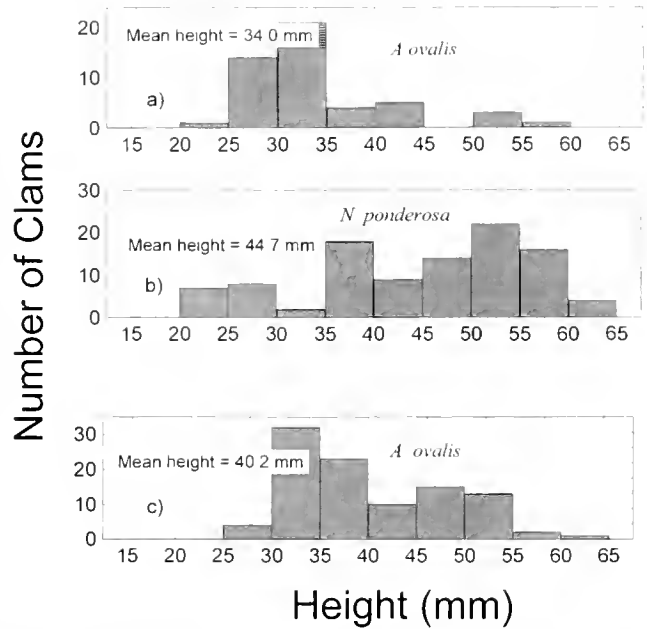 Number of Clams
20
10
0
Mean height = 34 0 mm
A ovalis
a)
15 20 25 30 35 40 45 50 55 60 65
30
20
10
0
N ponderosa
Mean height = 44 7 mm
b)
15 20 25 30 35 40 45 50 55 60 65
30
20
10
0
A ovalis
Mean height = 40 2 mm
c)
15 20 25 30 35 40 45 50 55 60 65
Height (mm)